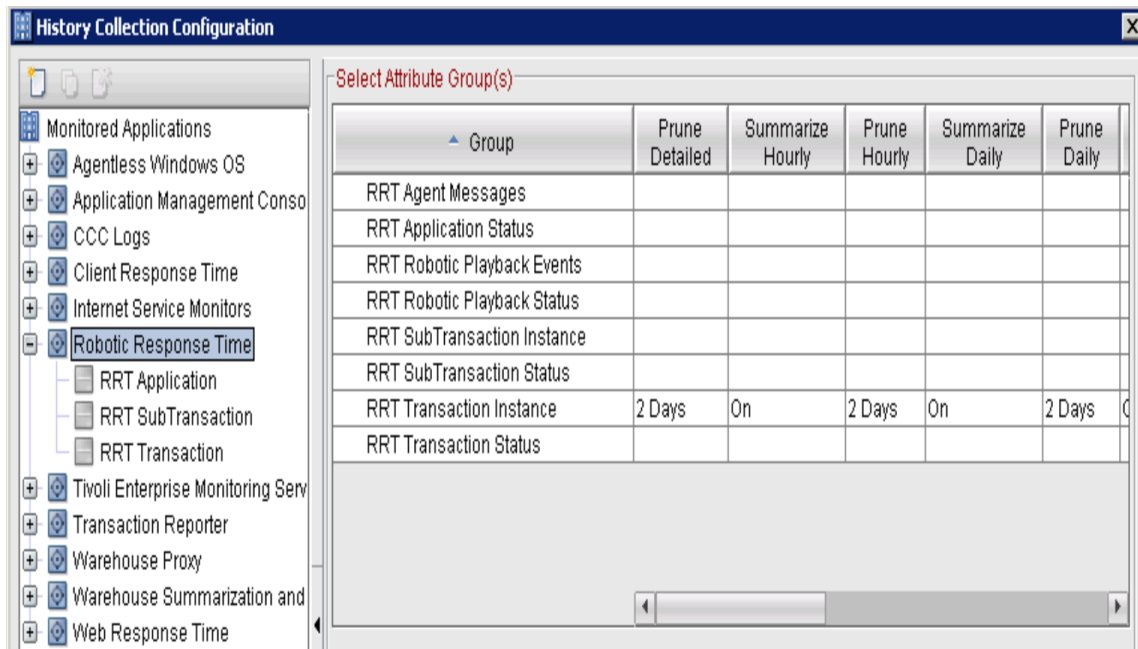 History Collection Configuration
Monitored Applications
Agentless Windows OS
Application Management Conso
CCC Logs
Client Response Time
Internet Service Monitors
Robotic Response Time
RRT Application
RRT SubTransaction
RRT Transaction
Tivoli Enterprise Monitoring Serv
Transaction Reporter
Warehouse Proxy
Warehouse Summarization and
Web Response Time
Select Attribute Group(s)
Group Prune Detailed Summarize Hourly Prune Hourly Summarize Daily Prune Daily
RRT Agent Messages
RRT Application Status
RRT Robotic Playback Events
RRT Robotic Playback Status
RRT SubTransaction Instance
RRT SubTransaction Status
RRT Transaction Instance 2 Days On 2 Days On 2 Days
RRT Transaction Status